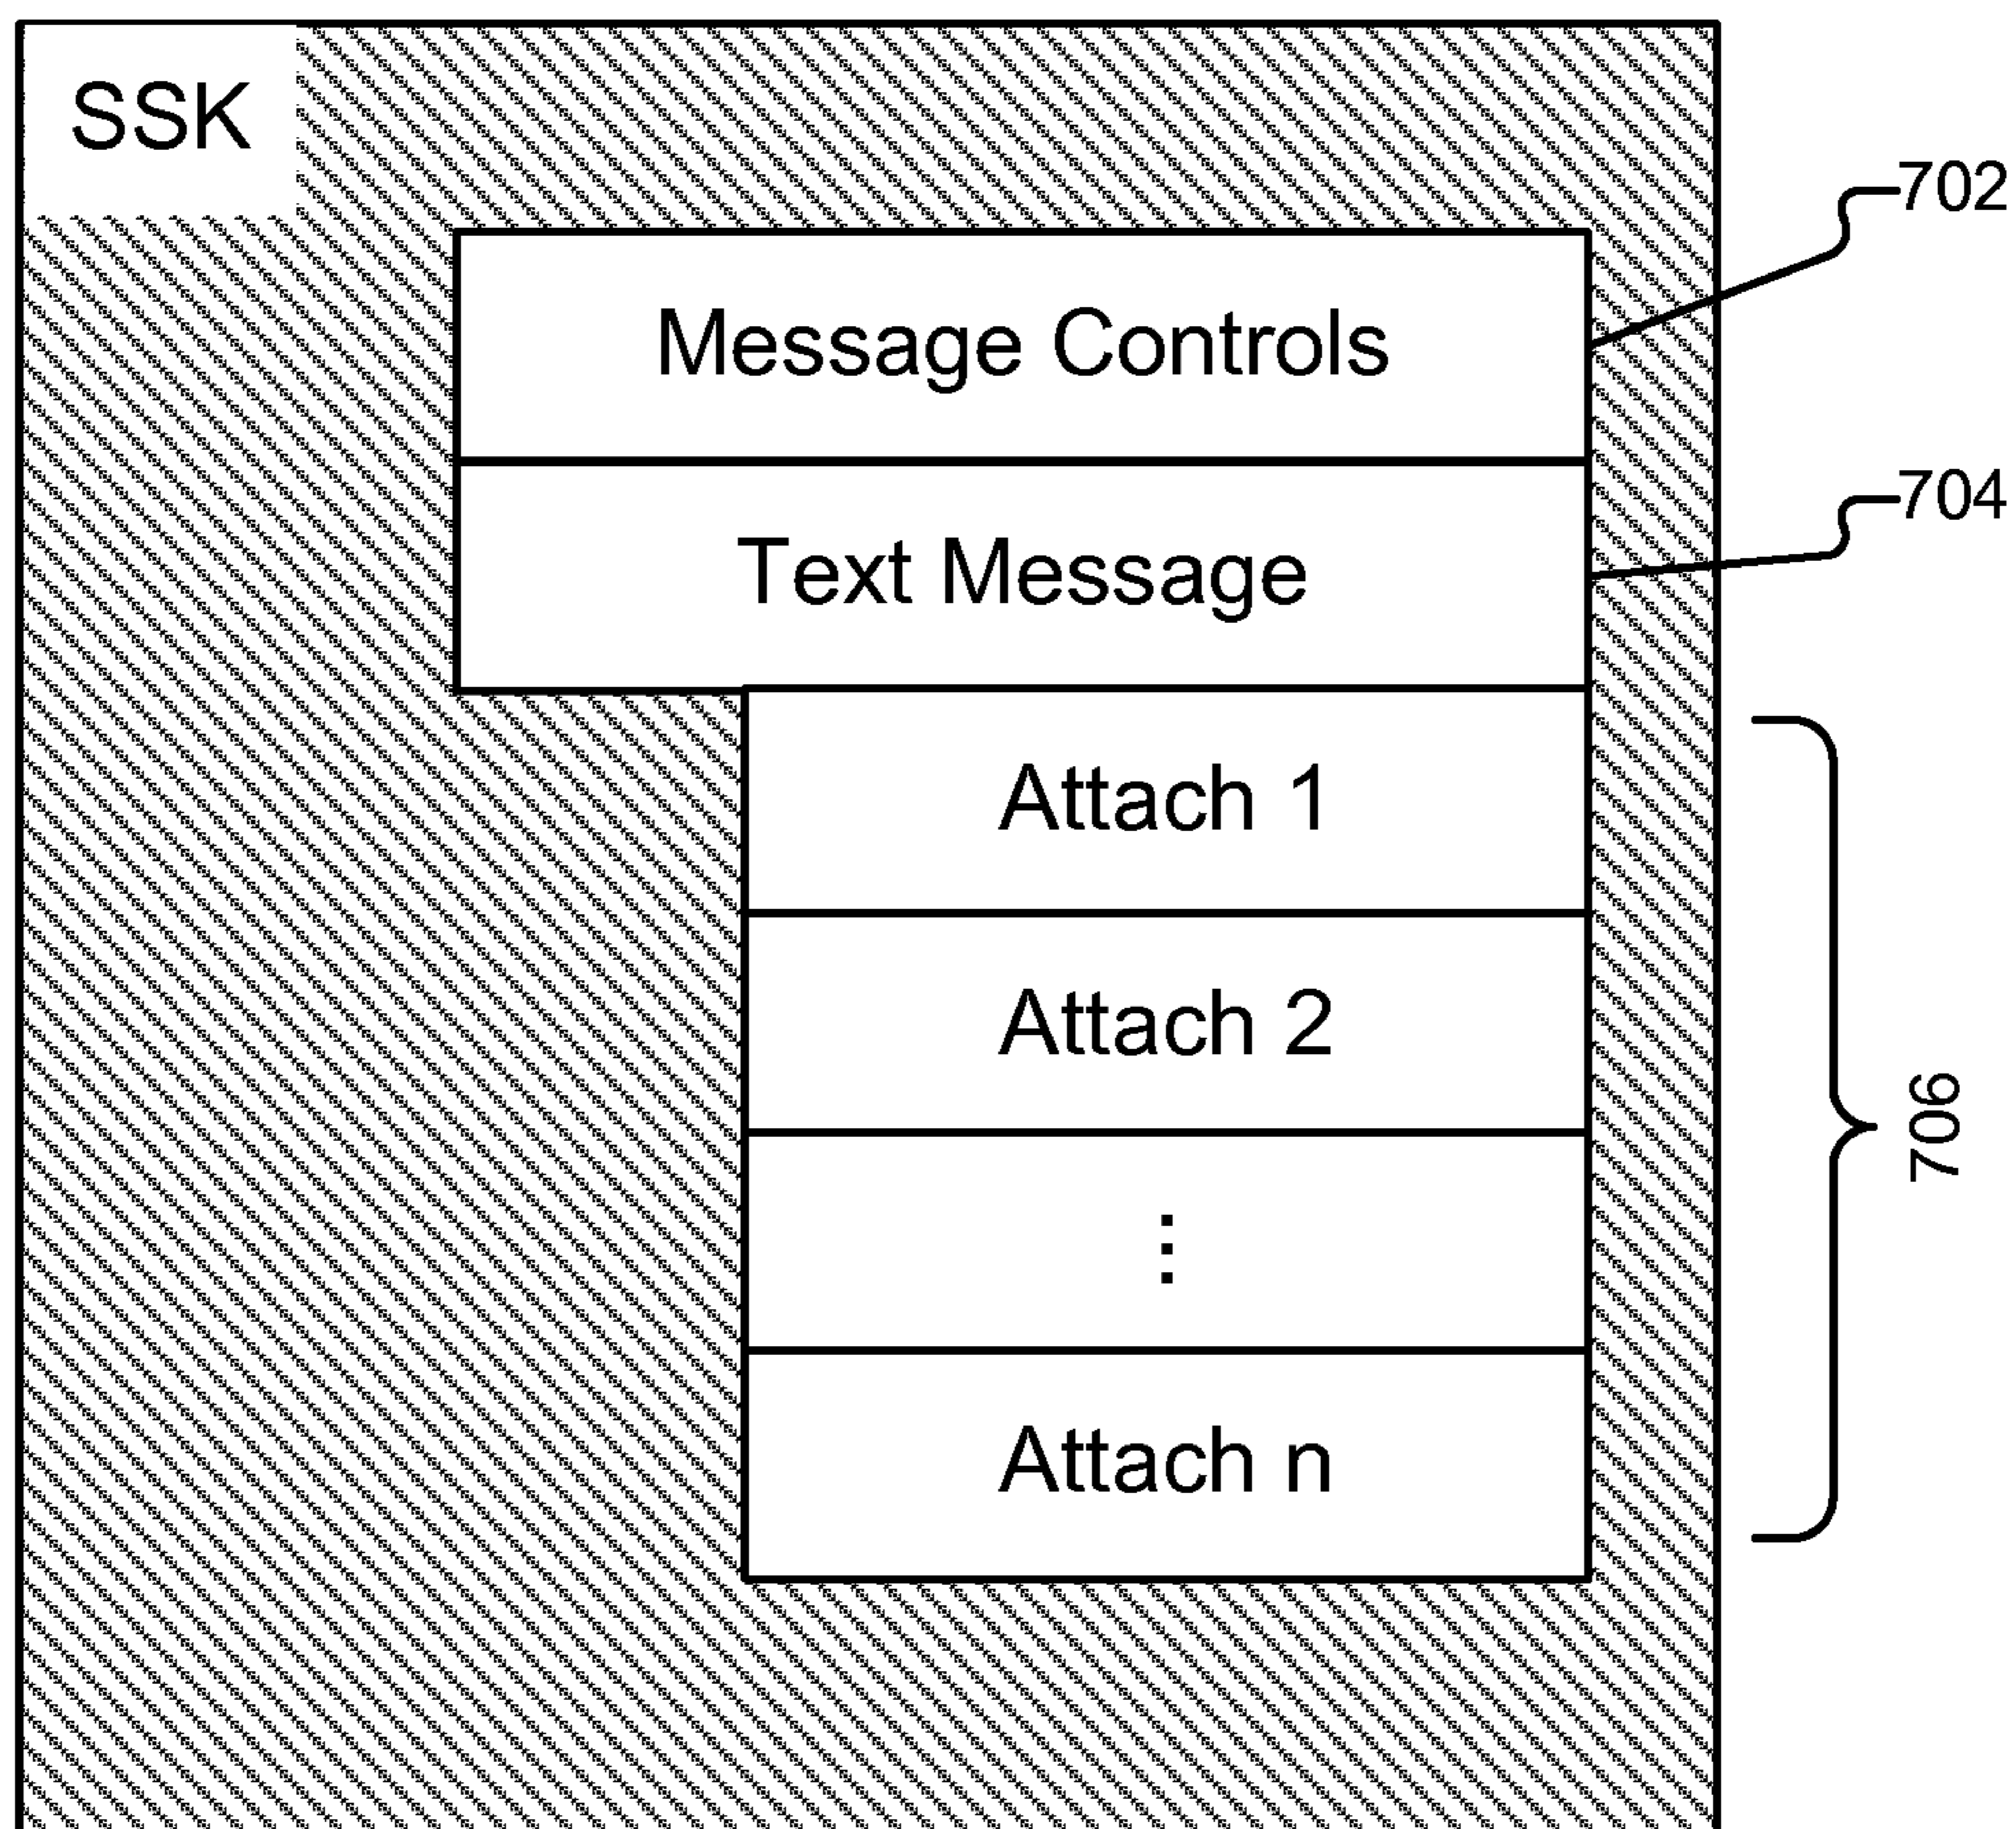 SSK
702
Message Controls
704
Text Message
Attach 1
Attach 2
706
⋮
Attach n